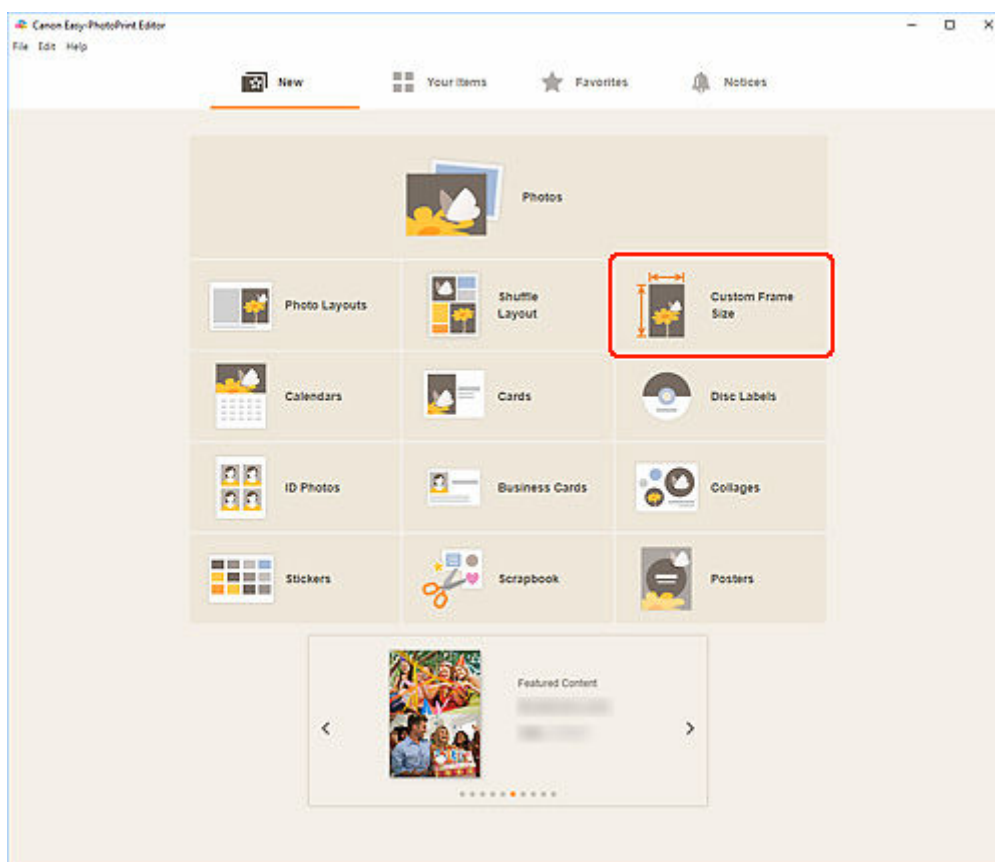 Canon Easy-PhotoPrint Editor
File Edit Help
New Your Items Favorites Notices
Photos
Photo Layouts
Shuffle
Layout
Custom Frame
Size
Calendars
Cards
Disc Labels
ID Photos
Business Cards
Collages
Stickers
Scrapbook
Posters
Featured Content